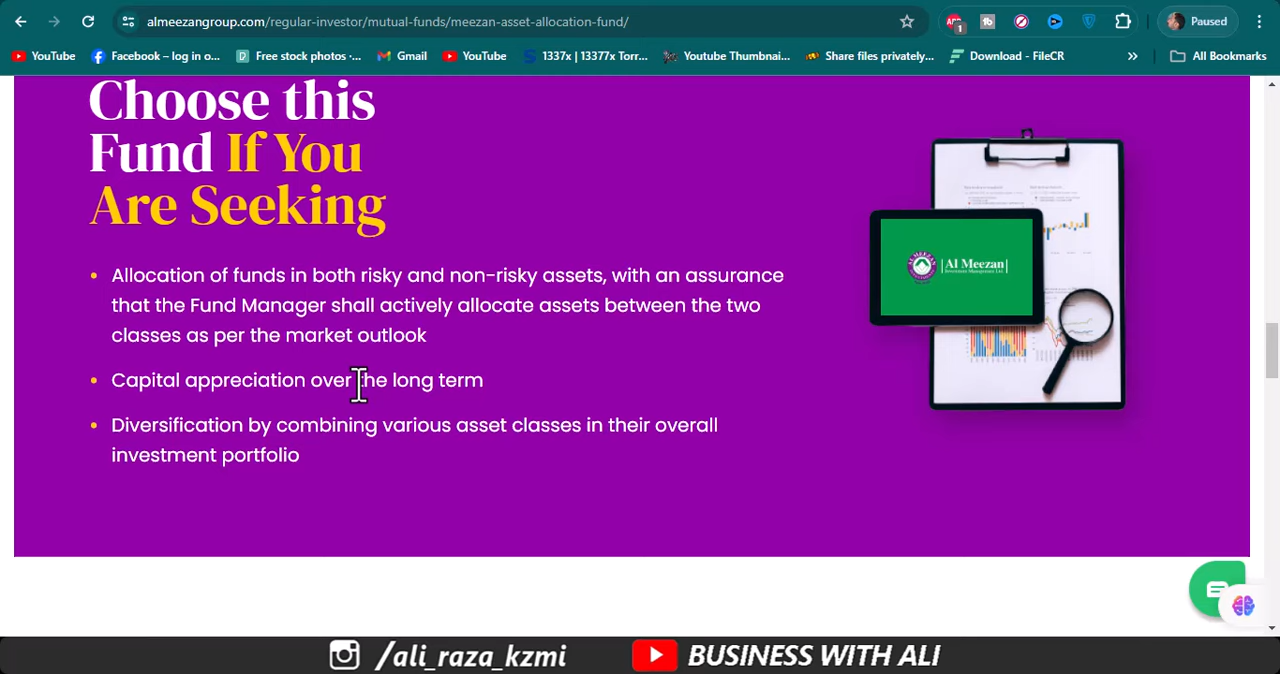 almeezangroup.com/regular-investor/mutual-funds/meezan-asset-allocation-fund/
1
Paused
YouTube
Facebook – log in o...
Free stock photos ·...
Gmail
YouTube
1337x | 13377x Torr...
Youtube Thumbnai...
Share files privately...
Download - FileCR
»
All Bookmarks
Choose this
Fund If You
Are Seeking
• Allocation of funds in both risky and non-risky assets, with an assurance
that the Fund Manager shall actively allocate assets between the two
classes as per the market outlook
• Capital appreciation over the long term
• Diversification by combining various asset classes in their overall
investment portfolio
Al Meezan
/ali_raza_kzmi
BUSINESS WITH ALI